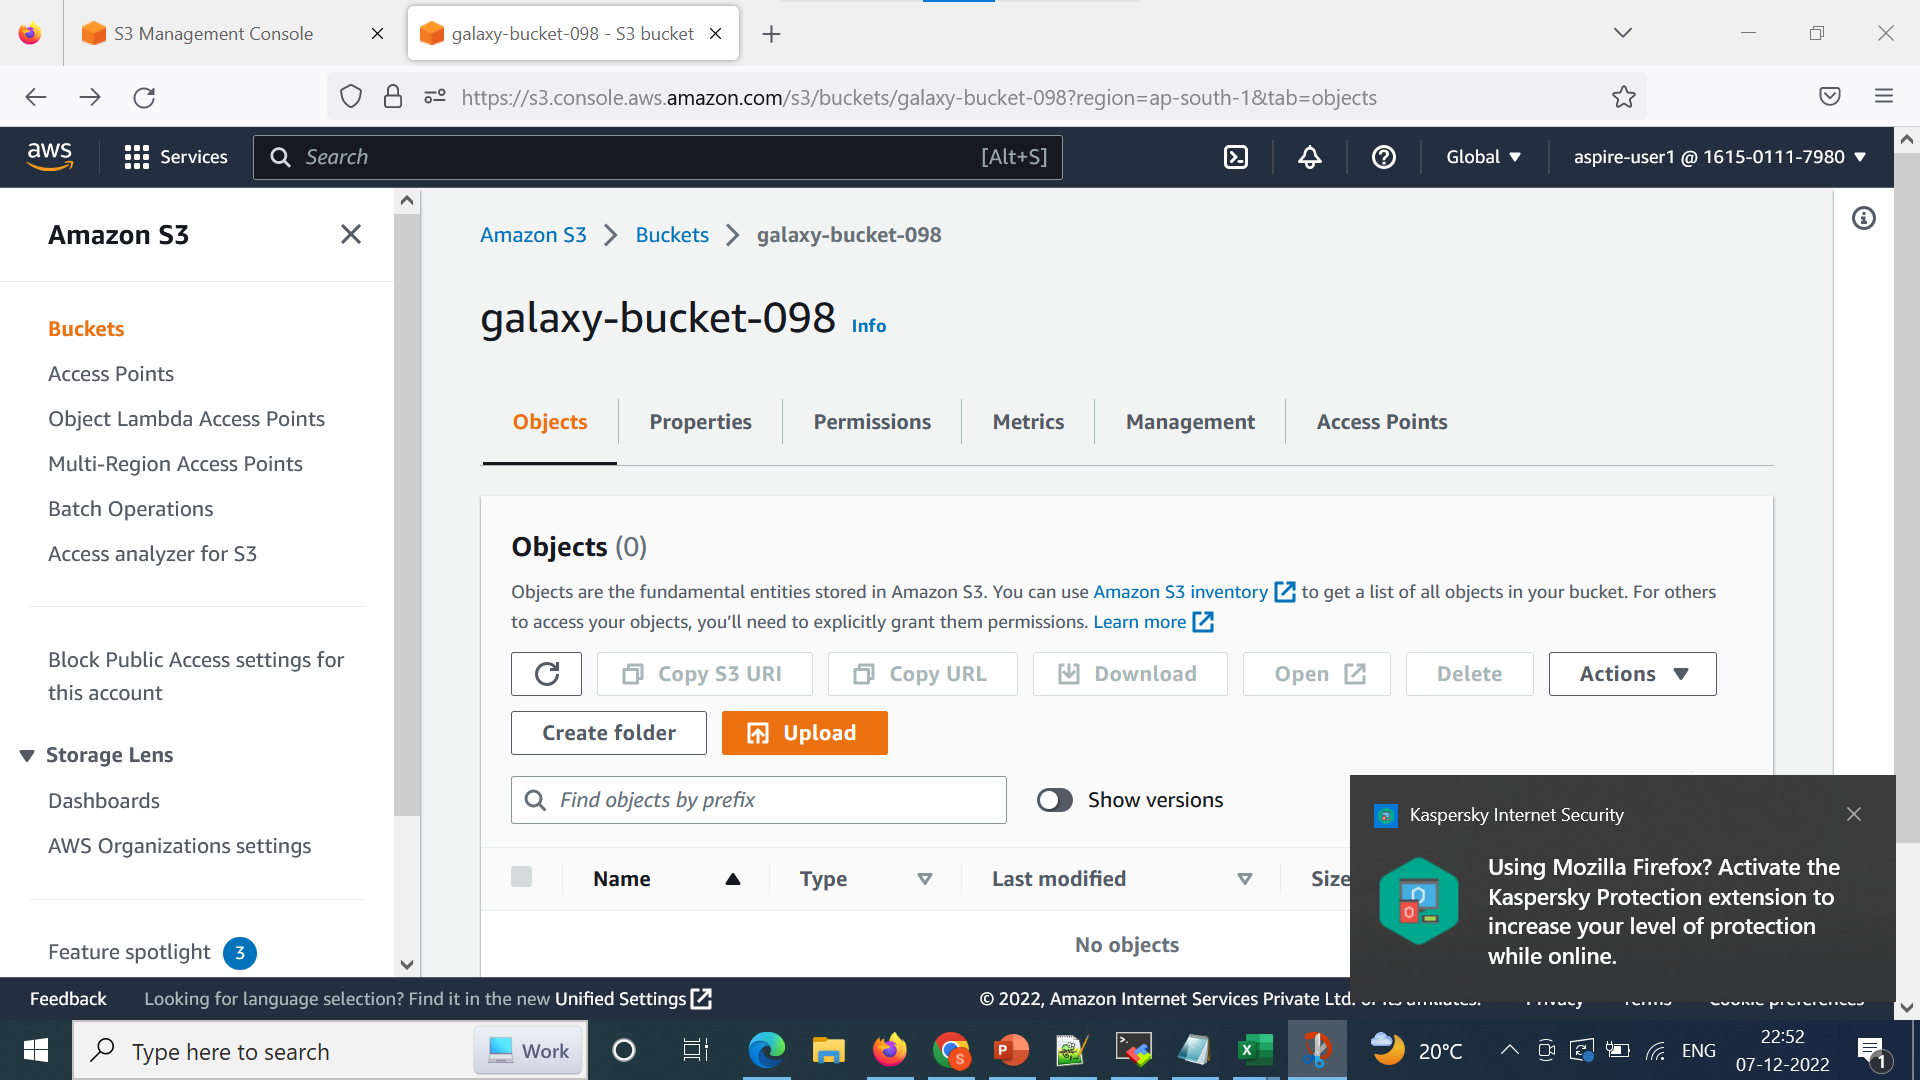 S3 Management Console
galaxy-bucket-098 - S3 bucket
https://s3.console.aws.amazon.com/s3/buckets/galaxy-bucket-098?region=ap-south-1&tab=objects
aws
Services
Search
[Alt+S]
Global
aspire-user1 @ 1615-0111-7980
Amazon S3
Buckets
Access Points
Object Lambda Access Points
Multi-Region Access Points
Batch Operations
Access analyzer for S3
Block Public Access settings for
this account
Storage Lens
Dashboards
AWS Organizations settings
Feature spotlight 3
Amazon S3 > Buckets > galaxy-bucket-098
galaxy-bucket-098 Info
Objects
Properties
Permissions
Metrics
Management
Access Points
Objects (0)
Objects are the fundamental entities stored in Amazon S3. You can use Amazon S3 inventory to get a list of all objects in your bucket. For others
to access your objects, you'll need to explicitly grant them permissions. Learn more
Copy S3 URI
Copy URL
Download
Open
Delete
Actions
Create folder
Upload
Find objects by prefix
Show versions
Name
Type
Last modified
Size
No objects
Kaspersky Internet Security
Using Mozilla Firefox? Activate the
Kaspersky Protection extension to
increase your level of protection
while online.
Feedback
Looking for language selection? Find it in the new Unified Settings
© 2022, Amazon Internet Services Private Ltd. or its affiliates.
Privacy
Terms
Cookie preferences
Type here to search
Work
20°C
ENG
22:52
07-12-2022
1